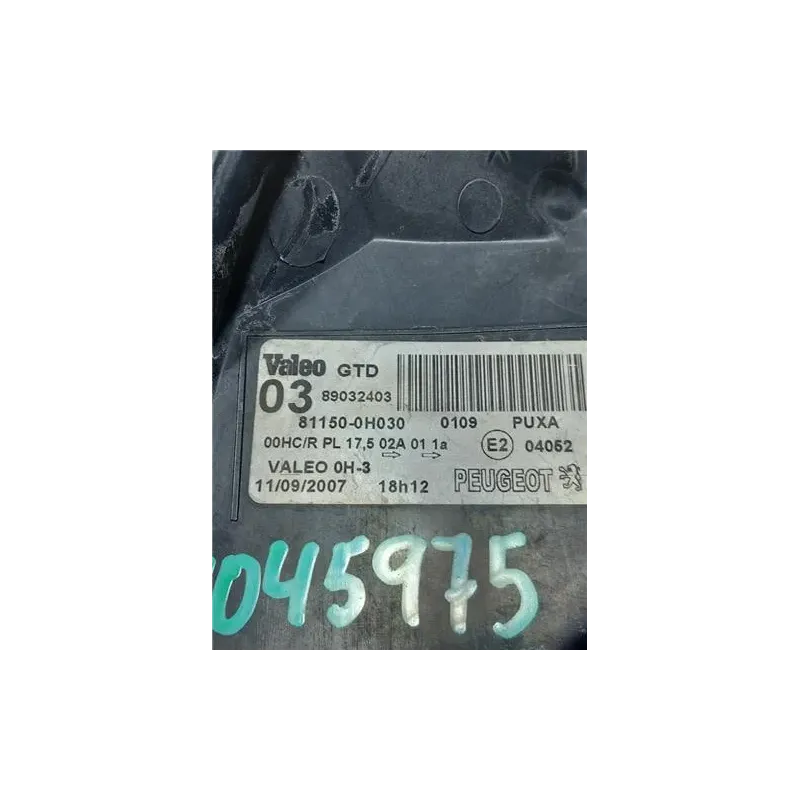 Valeo GTD
03 89032403
81150-0H030 0109 PUXA
00HC/R PL 17,5 02A 01 1a E2 04052
VALEO 0H-3
11/09/2007 18h12 PEUGEOT
045975